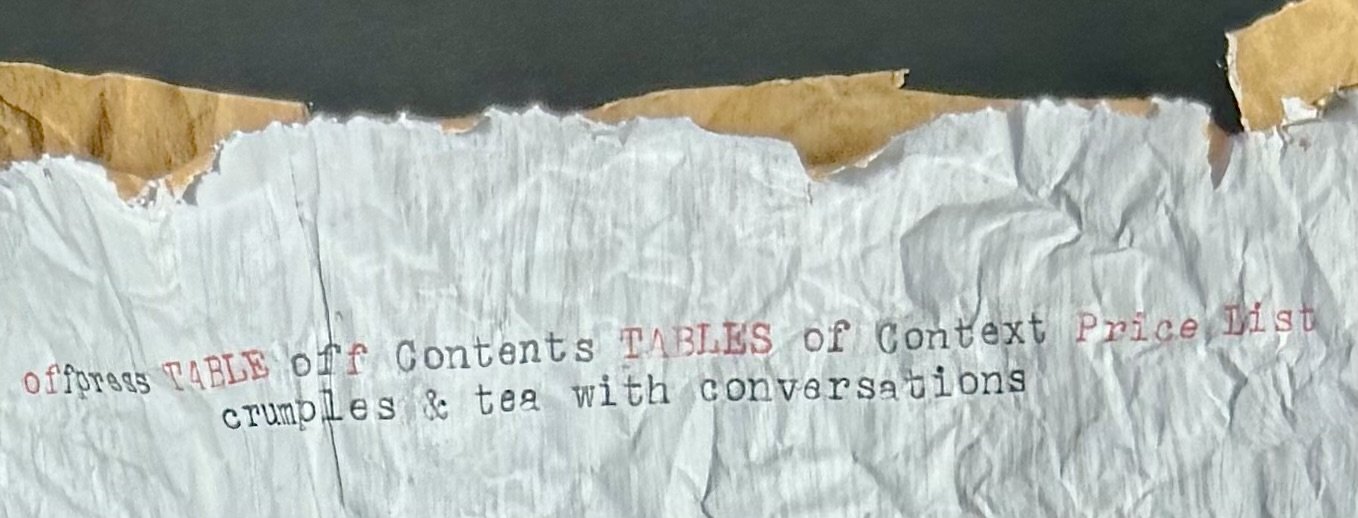 offpress TABLE off Contents TABLES of Context Price List
crumples & tea with conversations